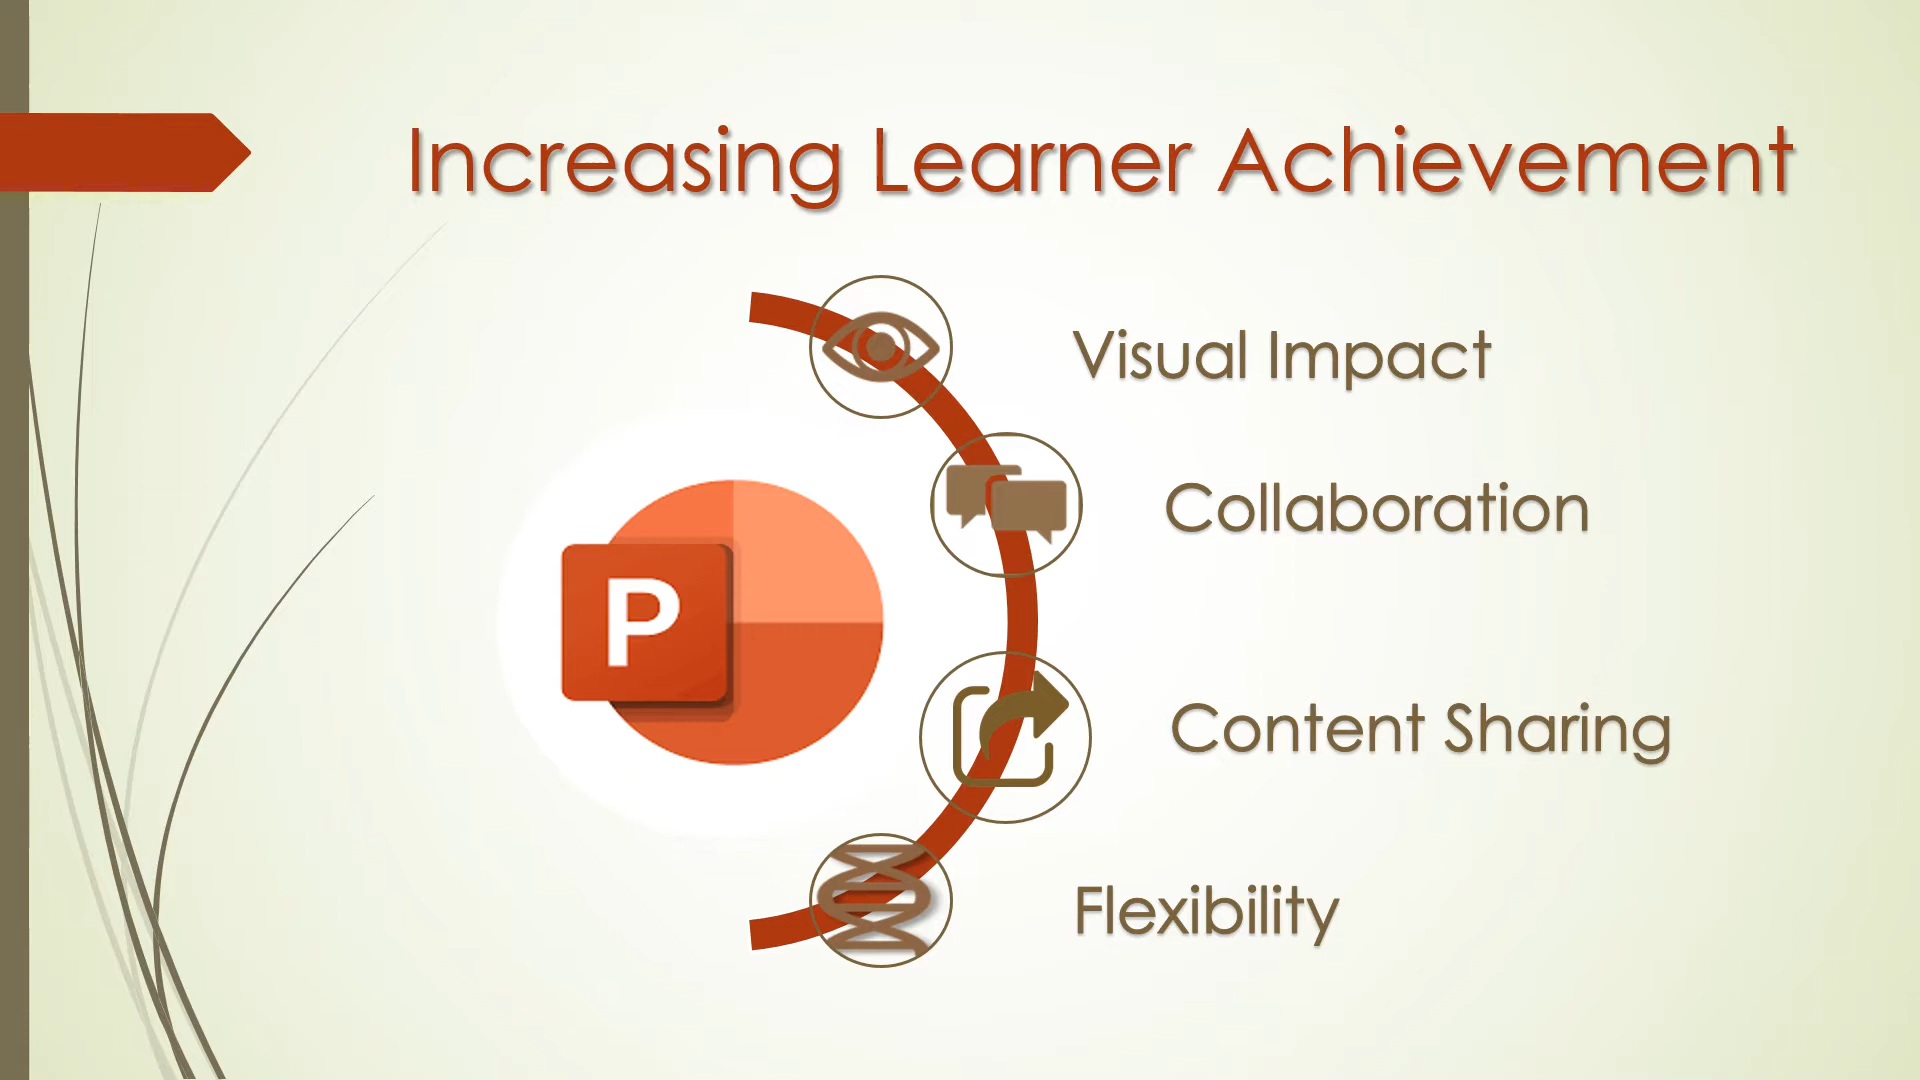 Increasing Learner Achievement
Visual Impact
Collaboration
P
Content Sharing
Flexibility